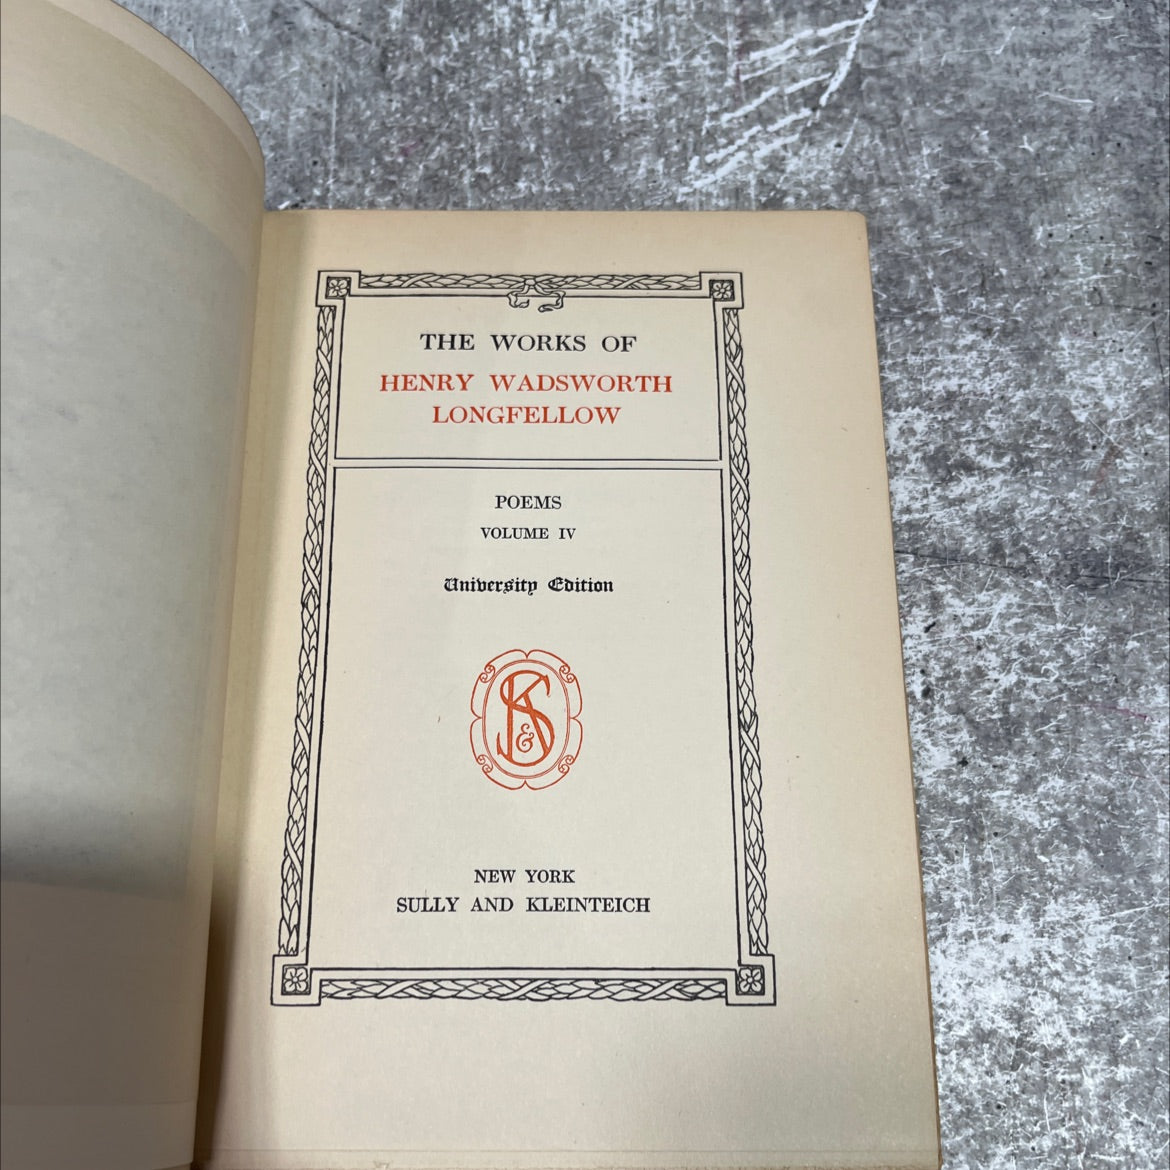 THE WORKS OF
HENRY WADSWORTH
LONGFELLOW
POEMS
VOLUME IV
University Edition
S&K
NEW YORK
SULLY AND KLEINTEICH